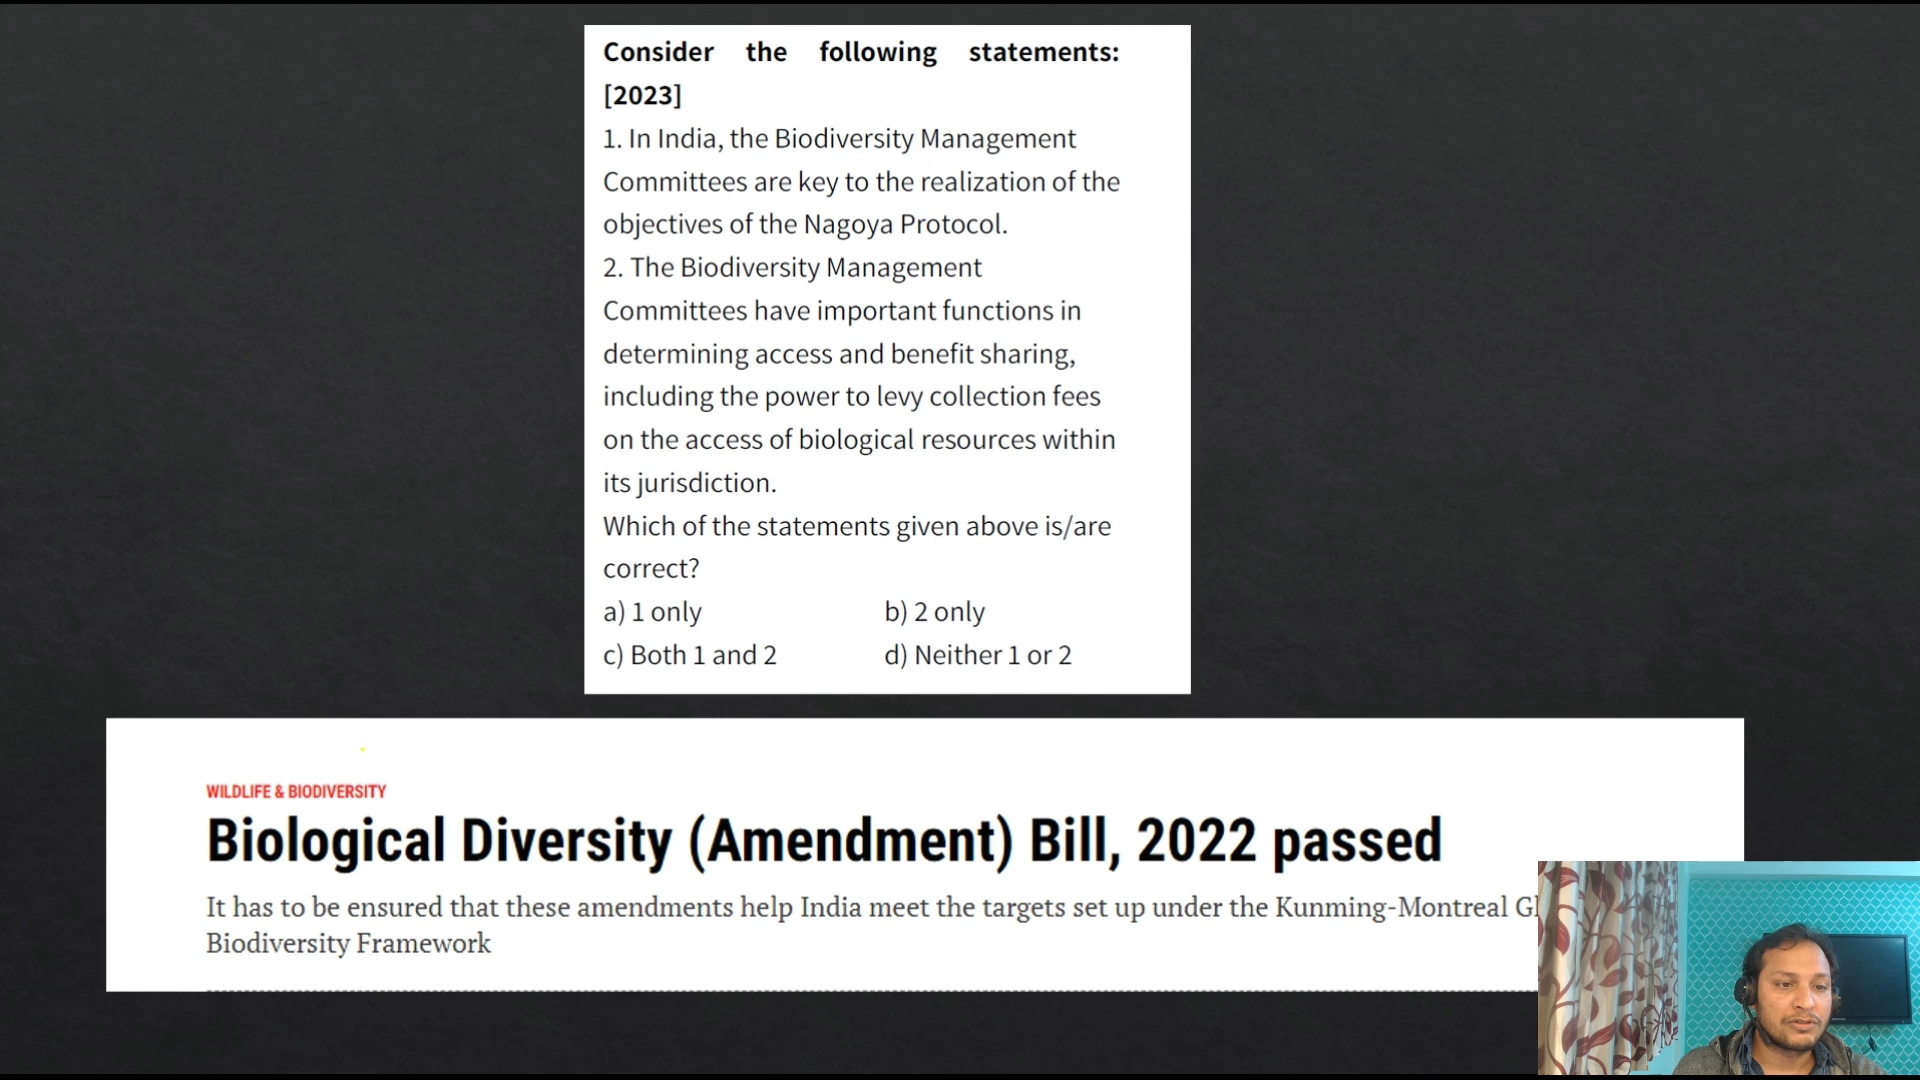 Consider the following statements:
[2023]
1. In India, the Biodiversity Management
Committees are key to the realization of the
objectives of the Nagoya Protocol.
2. The Biodiversity Management
Committees have important functions in
determining access and benefit sharing,
including the power to levy collection fees
on the access of biological resources within
its jurisdiction.
Which of the statements given above is/are
correct?
a) 1 only b) 2 only
c) Both 1 and 2 d) Neither 1 or 2
WILDLIFE & BIODIVERSITY
Biological Diversity (Amendment) Bill, 2022 passed
It has to be ensured that these amendments help India meet the targets set up under the Kunming-Montreal
Biodiversity Framework